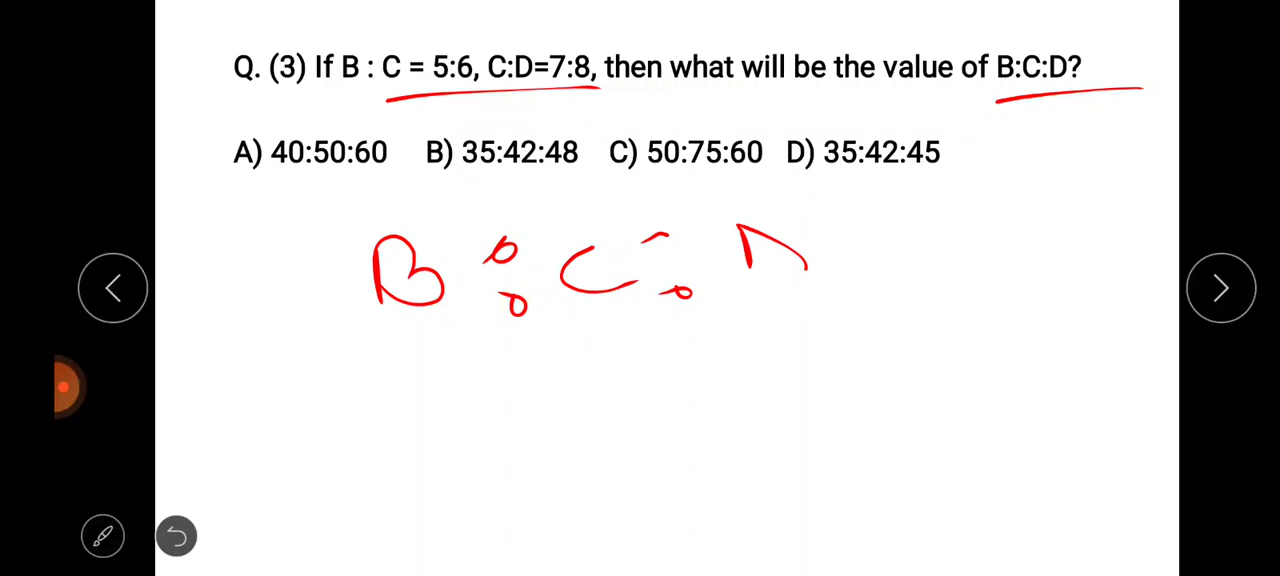 Q. (3) If B : C = 5:6, C:D=7:8, then what will be the value of B:C:D?
A) 40:50:60 B) 35:42:48 C) 50:75:60 D) 35:42:45
B : C : D